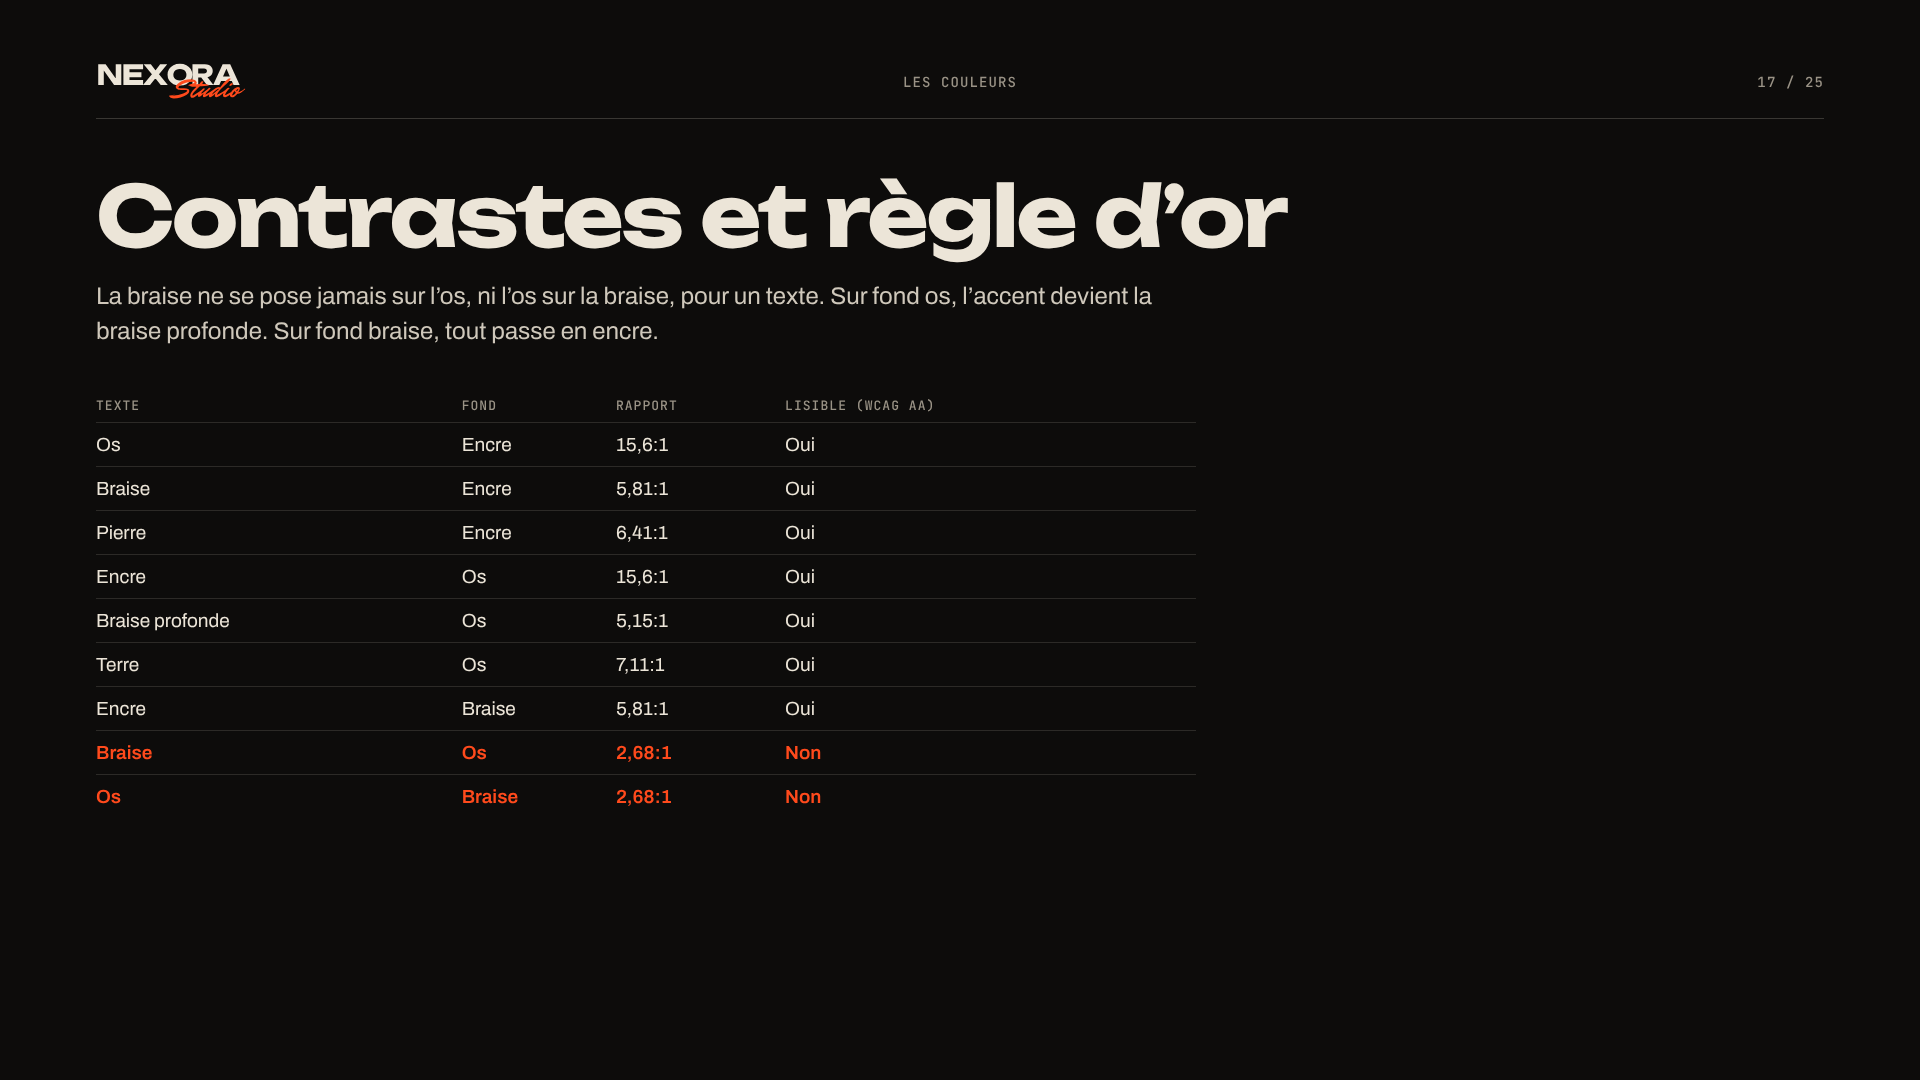 NEXORA
Studio
LES COULEURS
17 / 25
Contrastes et règle d’or
La braise ne se pose jamais sur l’os, ni l’os sur la braise, pour un texte. Sur fond os, l’accent devient la
braise profonde. Sur fond braise, tout passe en encre.
TEXTE FOND RAPPORT LISIBLE (WCAG AA)
Os Encre 15,6:1 Oui
Braise Encre 5,81:1 Oui
Pierre Encre 6,41:1 Oui
Encre Os 15,6:1 Oui
Braise profonde Os 5,15:1 Oui
Terre Os 7,11:1 Oui
Encre Braise 5,81:1 Oui
Braise Os 2,68:1 Non
Os Braise 2,68:1 Non